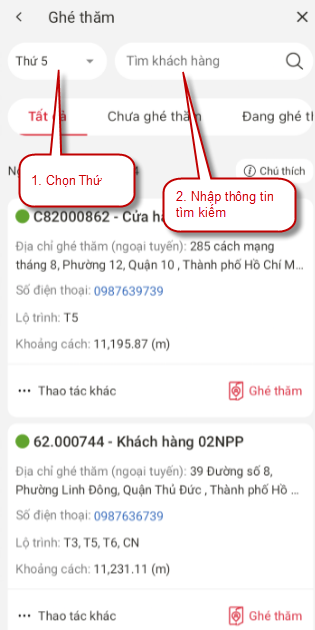 Ghé thăm
Thứ 5
Tìm khách hàng
Tất cả
Chưa ghé thăm
Đang ghé t
1. Chọn Thứ
2. Nhập thông tin
tìm kiếm
Chú thích
C82000862 - Cửa hà
Địa chỉ ghé thăm (ngoại tuyến): 285 cách mạng
tháng 8, Phường 12, Quận 10 , Thành phố Hồ Chí M...
Số điện thoại: 0987639739
Lộ trình: T5
Khoảng cách: 11,195.87 (m)
Thao tác khác
Ghé thăm
62.000744 - Khách hàng 02NPP
Địa chỉ ghé thăm (ngoại tuyến): 39 Đường số 8,
Phường Linh Đông, Quận Thủ Đức , Thành phố Hồ ...
Số điện thoại: 0987636739
Lộ trình: T3, T5, T6, CN
Khoảng cách: 11,231.11 (m)
Thao tác khác
Ghé thăm